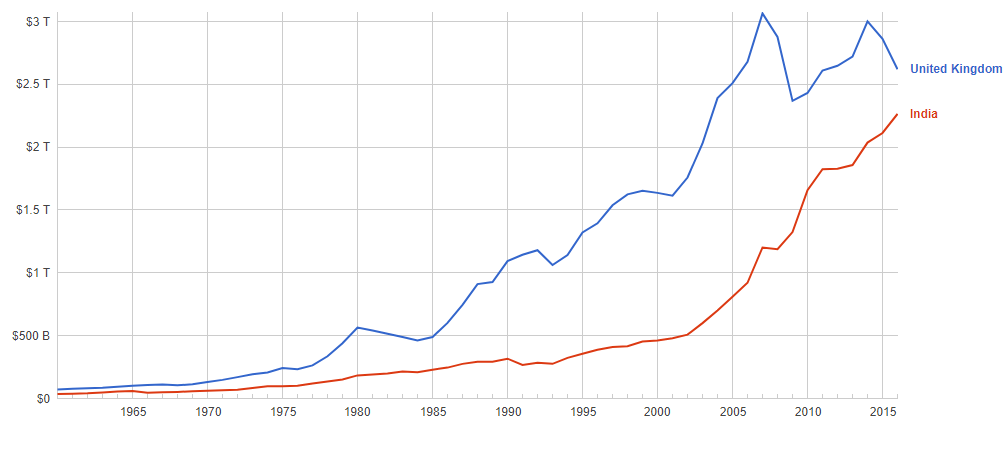 $3 T
United Kingdom
$2.5 T
India
$2 T
$1.5 T
$1 T
$500 B
$0
1965 1970 1975 1980 1985 1990 1995 2000 2005 2010 2015